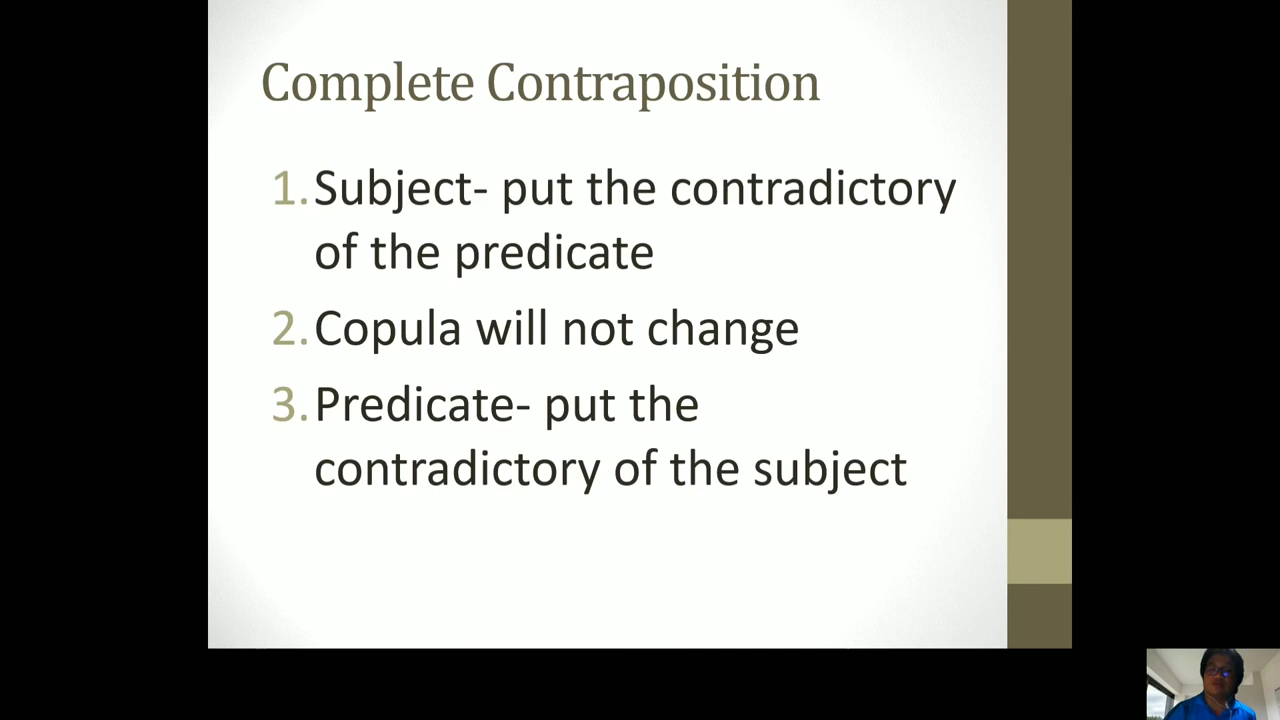 Complete Contraposition
1. Subject- put the contradictory
of the predicate
2. Copula will not change
3. Predicate- put the
contradictory of the subject